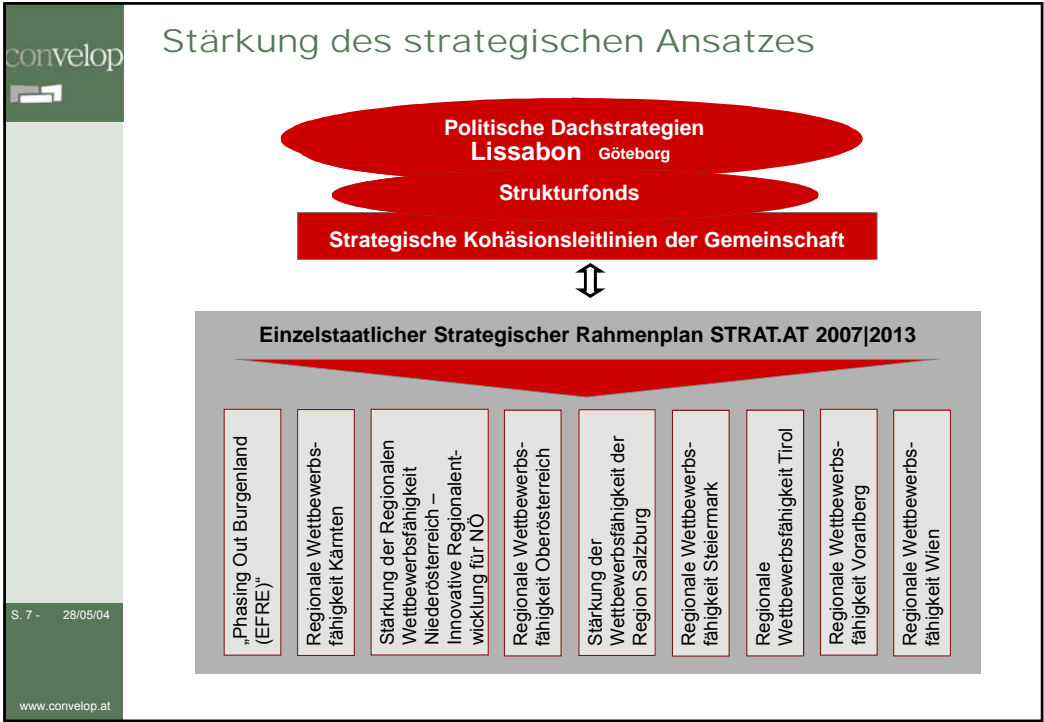 convelop
Stärkung des strategischen Ansatzes
Politische Dachstrategien
Lissabon Göteborg
Strukturfonds
Strategische Kohäsionsleitlinien der Gemeinschaft
Einzelstaatlicher Strategischer Rahmenplan STRAT.AT 2007|2013
„Phasing Out Burgenland
(EFRE)“
Regionale Wettbewerbs-
fähigkeit Kärnten
Stärkung der Regionalen
Wettbewerbsfähigkeit
Niederösterreich –
Innovative Regionalent-
wicklung für NÖ
Regionale Wettbewerbs-
fähigkeit Oberösterreich
Stärkung der
Wettbewerbsfähigkeit der
Region Salzburg
Regionale Wettbewerbs-
fähigkeit Steiermark
Regionale
Wettbewerbsfähigkeit Tirol
Regionale Wettbewerbs-
fähigkeit Vorarlberg
Regionale Wettbewerbs-
fähigkeit Wien
S. 7 - 28/05/04
www.convelop.at